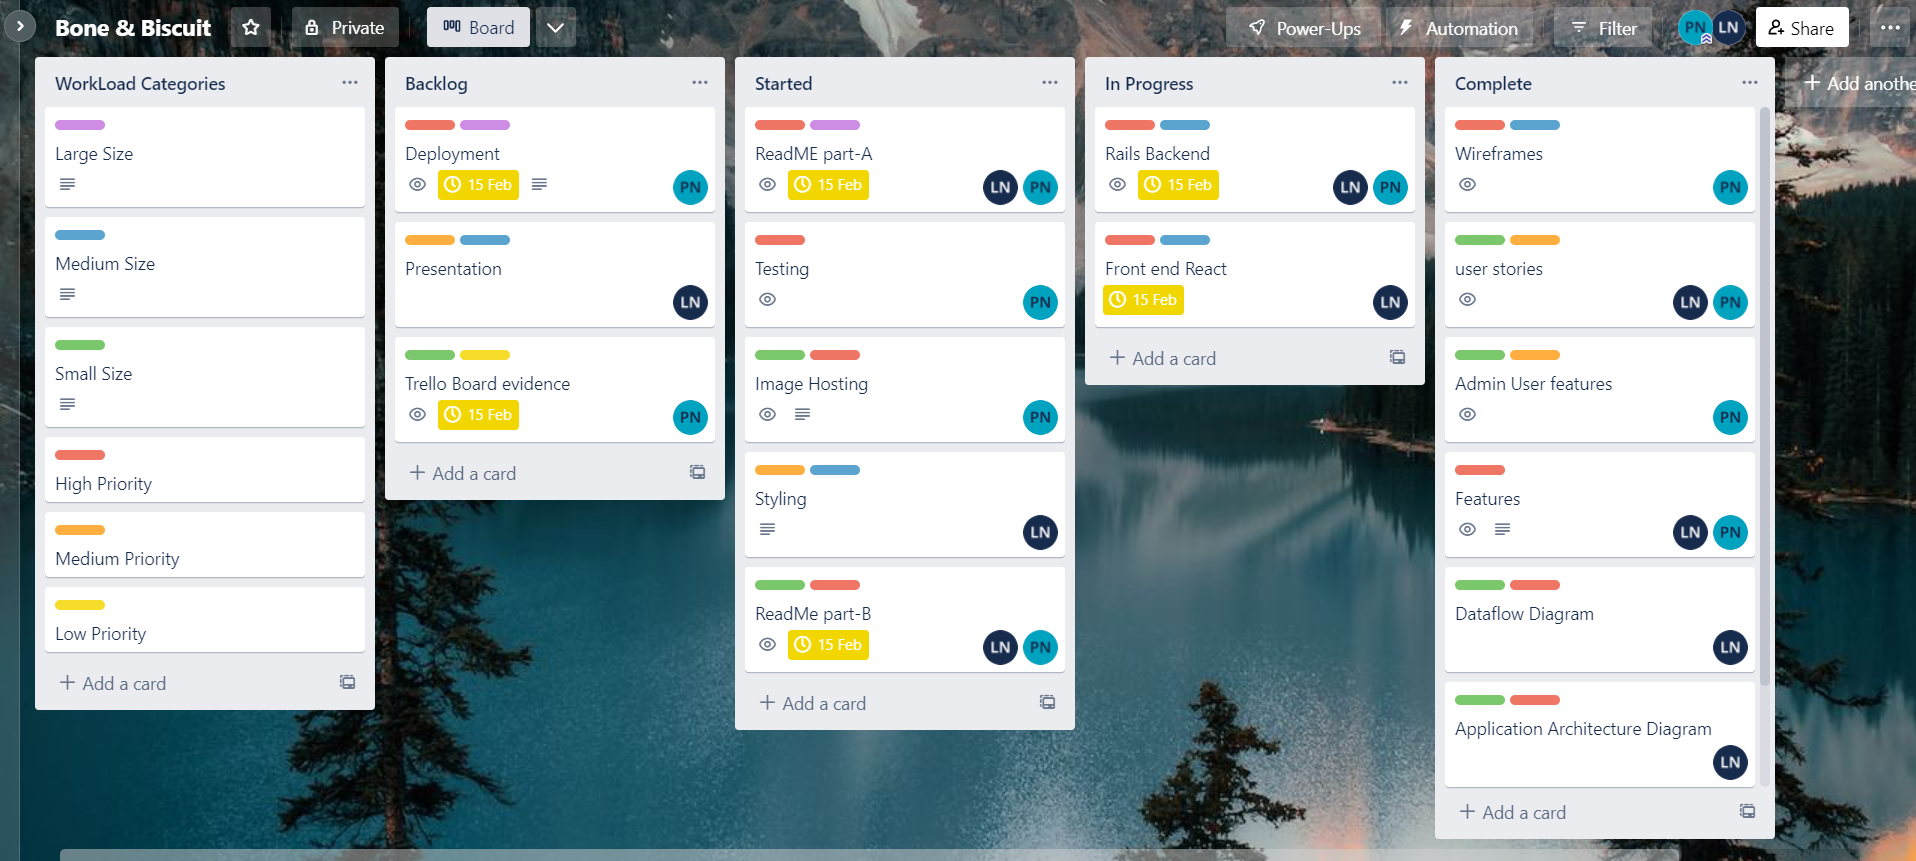 Bone & Biscuit
Private
Board
Power-Ups
Automation
Filter
PN
LN
Share
WorkLoad Categories
Large Size
Medium Size
Small Size
High Priority
Medium Priority
Low Priority
Add a card
Backlog
Deployment
15 Feb
PN
Presentation
LN
Trello Board evidence
15 Feb
PN
Add a card
Started
ReadME part-A
15 Feb
LN PN
Testing
PN
Image Hosting
PN
Styling
LN
ReadMe part-B
15 Feb
LN PN
Add a card
In Progress
Rails Backend
15 Feb
LN PN
Front end React
15 Feb
LN
Add a card
Complete
Wireframes
PN
user stories
LN PN
Admin User features
PN
Features
LN PN
Dataflow Diagram
LN
Application Architecture Diagram
LN
Add a card
Add anothe